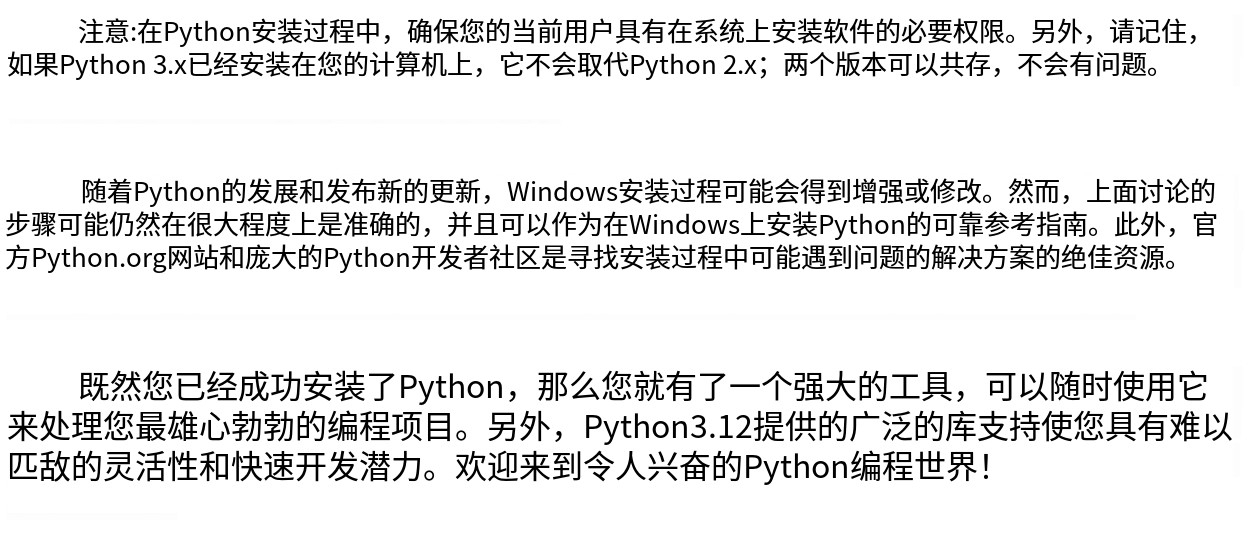 注意:在Python安装过程中，确保您的当前用户具有在系统上安装软件的必要权限。另外，请记住，
如果Python 3.x已经安装在您的计算机上，它不会取代Python 2.x；两个版本可以共存，不会有问题。
随着Python的发展和发布新的更新，Windows安装过程可能会得到增强或修改。然而，上面讨论的
步骤可能仍然在很大程度上是准确的，并且可以作为在Windows上安装Python的可靠参考指南。此外，官
方Python.org网站和庞大的Python开发者社区是寻找安装过程中可能遇到问题的解决方案的绝佳资源。
既然您已经成功安装了Python，那么您就有了一个强大的工具，可以随时使用它
来处理您最雄心勃勃的编程项目。另外，Python3.12提供的广泛的库支持使您具有难以
匹敌的灵活性和快速开发潜力。欢迎来到令人兴奋的Python编程世界！